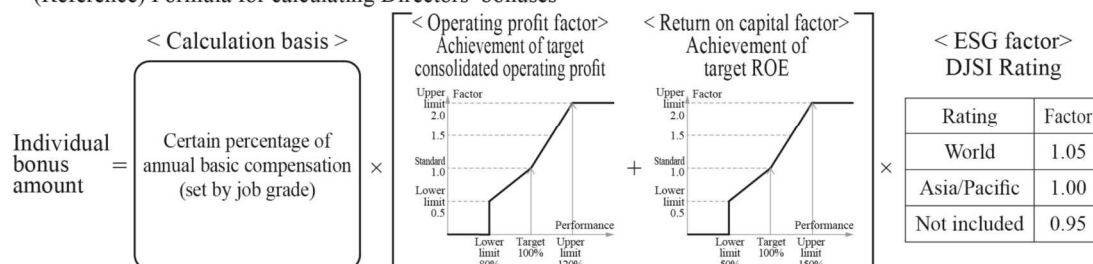 (Reference) Formula for calculating Directors' bonuses
< Calculation basis >
Individual
bonus
amount
=
Certain percentage of
annual basic compensation
(set by job grade)
×
< Operating profit factor>
Achievement of target
consolidated operating profit
Upper
limit
2.0
Factor
1.5
Standard
1.0
Lower
limit
0.5
Performance
Lower
limit
80%
Target
100%
Upper
limit
120%
+
< Return on capital factor>
Achievement of
target ROE
Upper
limit
2.0
Factor
1.5
Standard
1.0
Lower
limit
0.5
Performance
Lower
limit
50%
Target
100%
Upper
limit
150%
×
< ESG factor>
DJSI Rating
Rating Factor
World 1.05
Asia/Pacific 1.00
Not included 0.95